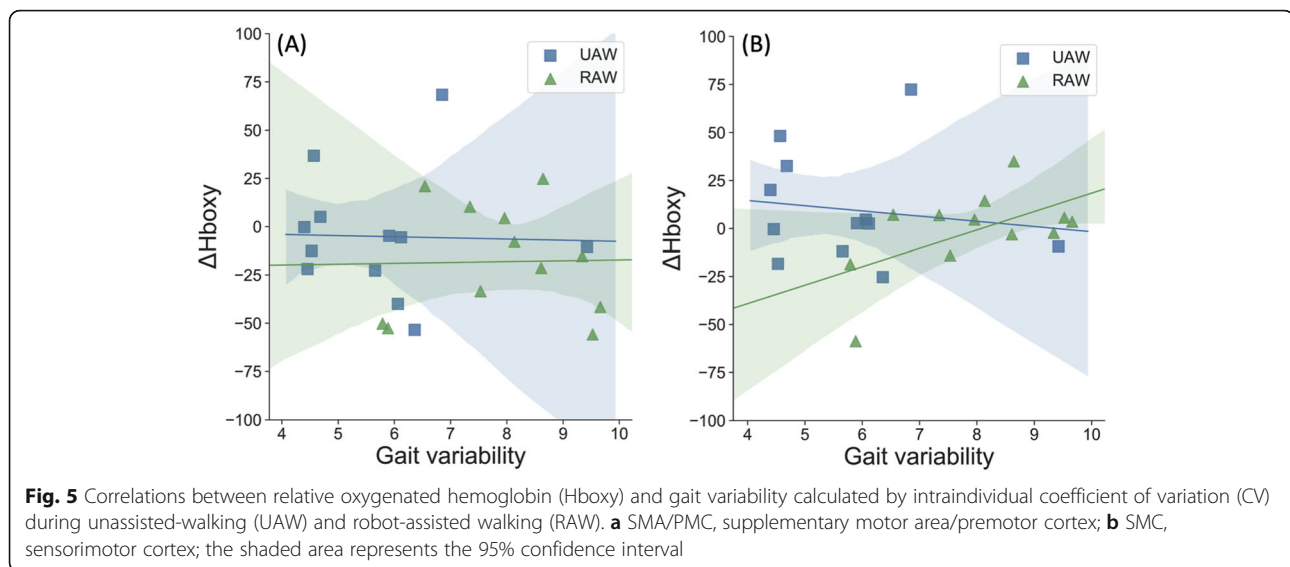 (A)
UAW
RAW
100
75
50
25
0
−25
−50
−75
−100
ΔHboxy
4 5 6 7 8 9 10
Gait variability
(B)
UAW
RAW
100
75
50
25
0
−25
−50
−75
−100
ΔHboxy
4 5 6 7 8 9 10
Gait variability
Fig. 5 Correlations between relative oxygenated hemoglobin (Hboxy) and gait variability calculated by intraindividual coefficient of variation (CV)
during unassisted-walking (UAW) and robot-assisted walking (RAW). a SMA/PMC, supplementary motor area/premotor cortex; b SMC,
sensorimotor cortex; the shaded area represents the 95% confidence interval